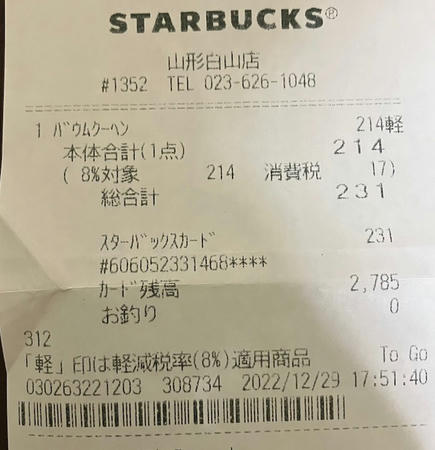 STARBUCKS®
山形白山店
#1352 TEL 023-626-1048
1 バウムクーヘン 214軽
本体合計(1点) 214
( 8%対象 214 消費税 17)
総合計 231
スターバックスカード 231
#606052331468****
カード残高 2,785
お釣り 0
312
「軽」印は軽減税率(8%)適用商品 To Go
030263221203 308734 2022/12/29 17:51:40